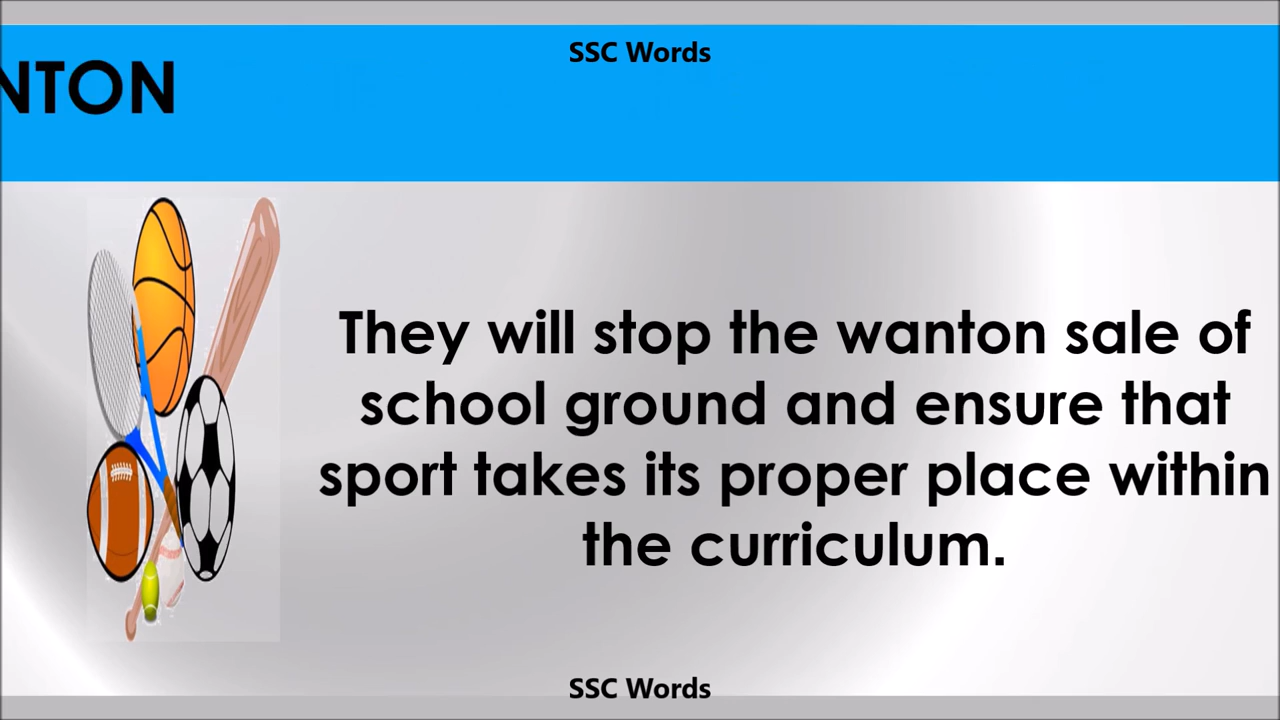 SSC Words
NTON
They will stop the wanton sale of
school ground and ensure that
sport takes its proper place within
the curriculum.
SSC Words